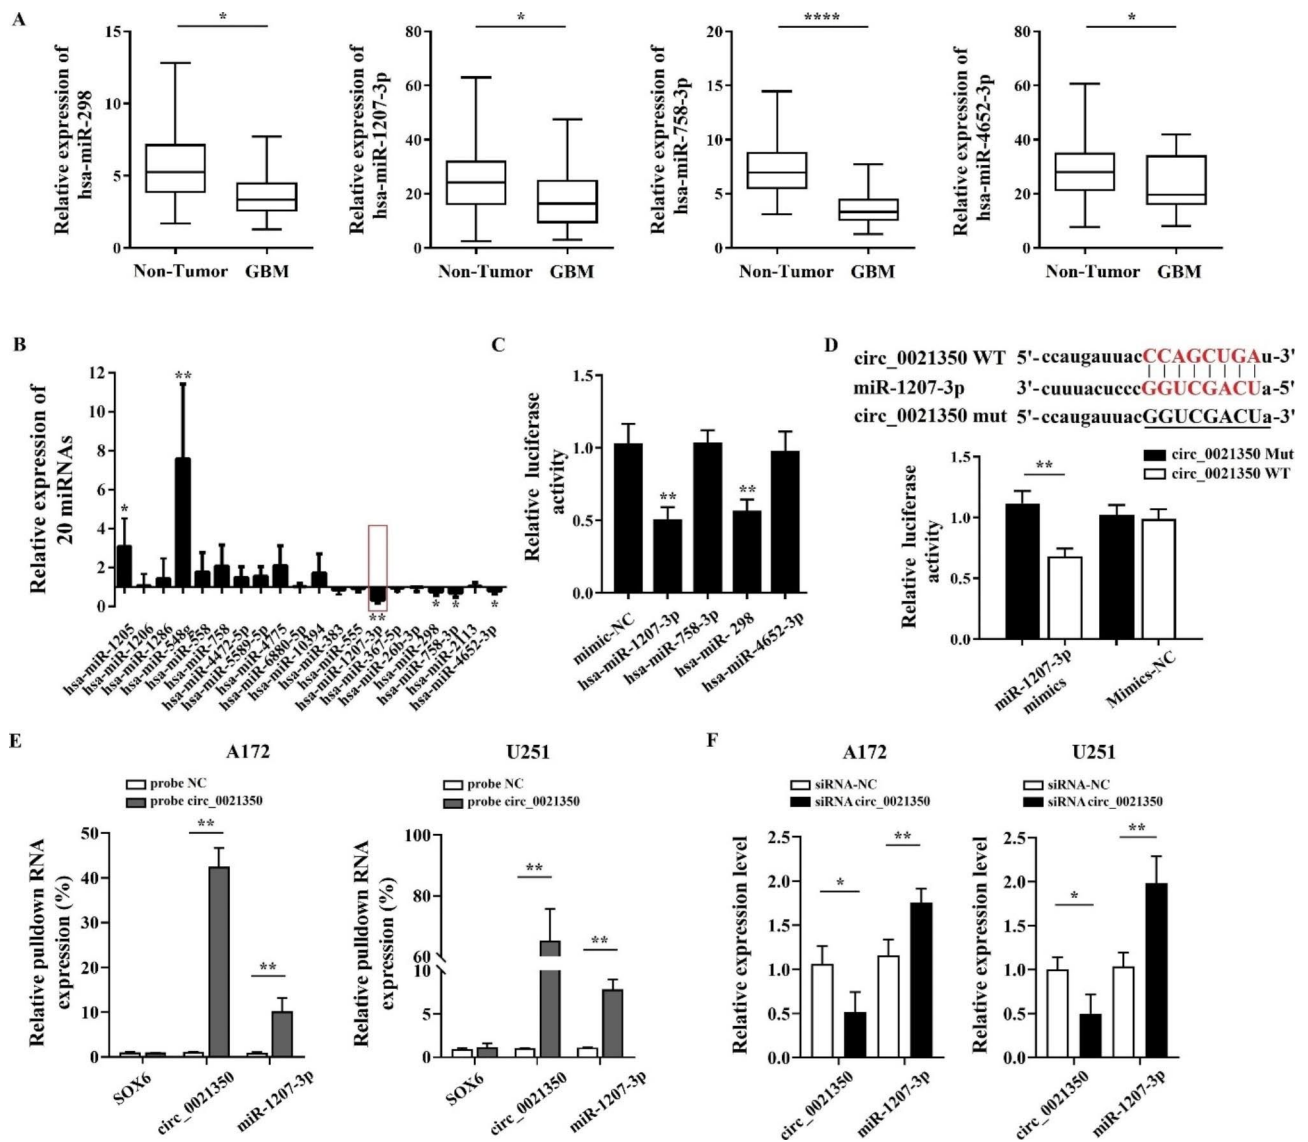 A
Relative expression of
hsa-miR-298
15
10
5
0
*
Non-Tumor
GBM
Relative expression of
hsa-miR-1207-3p
80
60
40
20
0
*
Non-Tumor
GBM
Relative expression of
hsa-miR-758-3p
20
15
10
5
0
****
Non-Tumor
GBM
Relative expression of
hsa-miR-4652-3p
80
60
40
20
0
*
Non-Tumor
GBM
B
Relative expression of
20 miRNAs
12
10
8
6
4
2
0
*
**
**
*
*
*
hsa-miR-1205
hsa-miR-1206
hsa-miR-1286
hsa-miR-548g
hsa-miR-558
hsa-miR-758
hsa-miR-4472-5p
hsa-miR-5589-5p
hsa-miR-4775
hsa-miR-6880-5p
hsa-miR-10394
hsa-miR-383
hsa-miR-555
hsa-miR-1207-3p
hsa-miR-567-5p
hsa-miR-26b-3p
hsa-miR-298
hsa-miR-758-3p
hsa-miR-2113
hsa-miR-4652-3p
C
Relative luciferase
activity
1.5
1.0
0.5
0.0
**
**
mimic-NC
hsa-miR-1207-3p
hsa-miR-758-3p
hsa-miR- 298
hsa-miR-4652-3p
D
circ_0021350 WT 5'-ccaugauuacCCAGCUGAu-3'
miR-1207-3p 3'-cuuuacucccGGUCGACUa-5'
circ_0021350 mut 5'-ccaugauuacGGUCGACUa-3'
circ_0021350 Mut
circ_0021350 WT
Relative luciferase
activity
1.5
1.0
0.5
0.0
**
miR-1207-3p
mimics
Mimics-NC
E
A172
probe NC
probe circ_0021350
Relative pulldown RNA
expression (%)
50
40
30
20
10
0
**
**
SOX6
circ_0021350
miR-1207-3p
U251
probe NC
probe circ_0021350
Relative pulldown RNA
expression (%)
100
80
60
10
5
0
**
**
SOX6
circ_0021350
miR-1207-3p
F
A172
siRNA-NC
siRNA circ_0021350
Relative expression level
2.5
2.0
1.5
1.0
0.5
0.0
*
**
circ_0021350
miR-1207-3p
U251
siRNA-NC
siRNA circ_0021350
Relative expression level
2.5
2.0
1.5
1.0
0.5
0.0
*
**
circ_0021350
miR-1207-3p